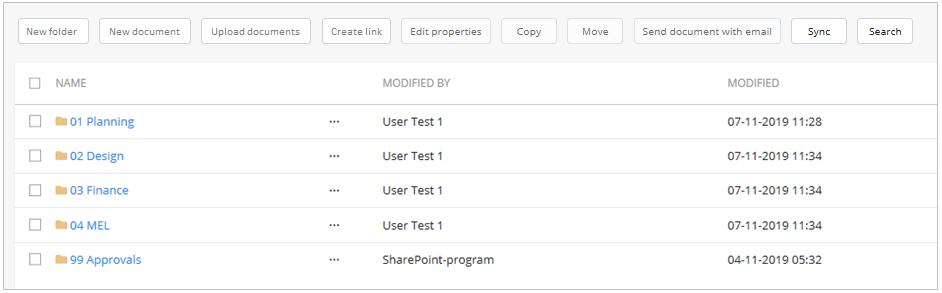 New folder New document Upload documents Create link Edit properties Copy Move Send document with email Sync Search
NAME MODIFIED BY MODIFIED
01 Planning ... User Test 1 07-11-2019 11:28
02 Design ... User Test 1 07-11-2019 11:34
03 Finance ... User Test 1 07-11-2019 11:34
04 MEL ... User Test 1 07-11-2019 11:34
99 Approvals ... SharePoint-program 04-11-2019 05:32